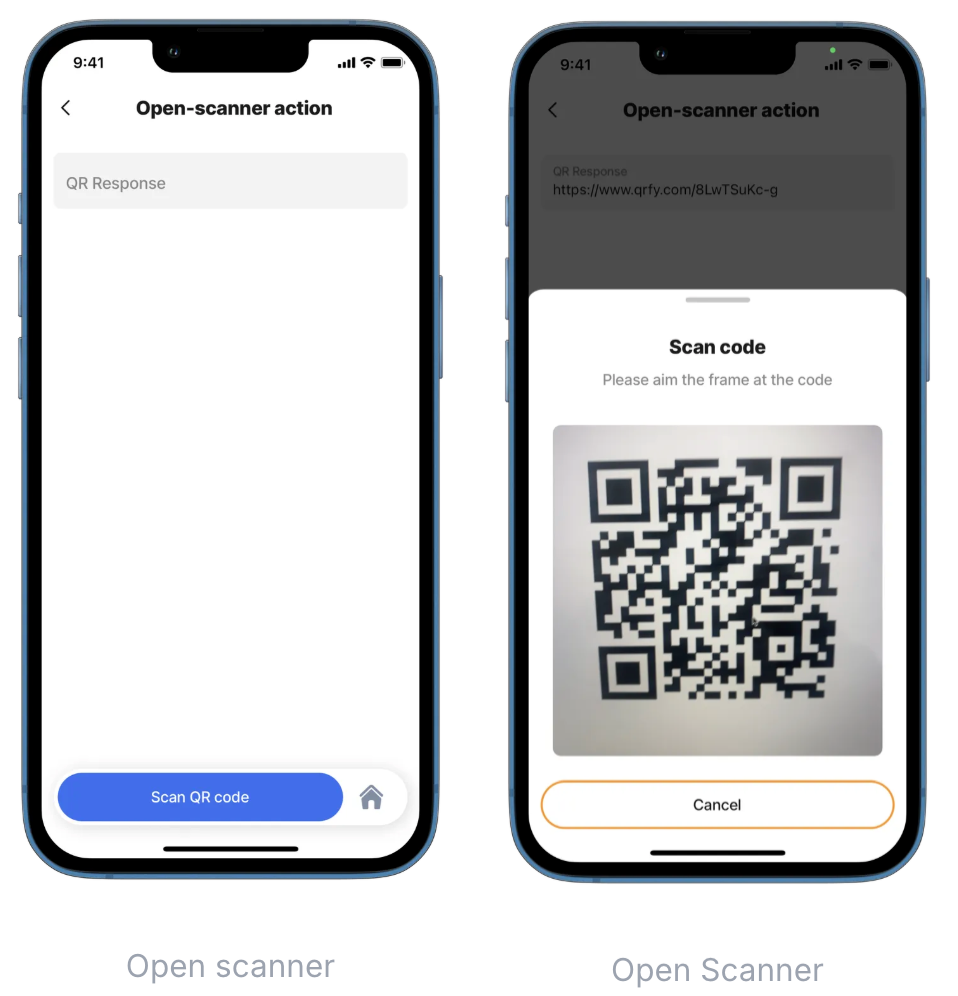 9:41
Open-scanner action
QR Response
Scan QR code
Open scanner
9:41
Open-scanner action
QR Response
https://www.qrfy.com/8LwTSuKc-g
Scan code
Please aim the frame at the code
Cancel
Open Scanner